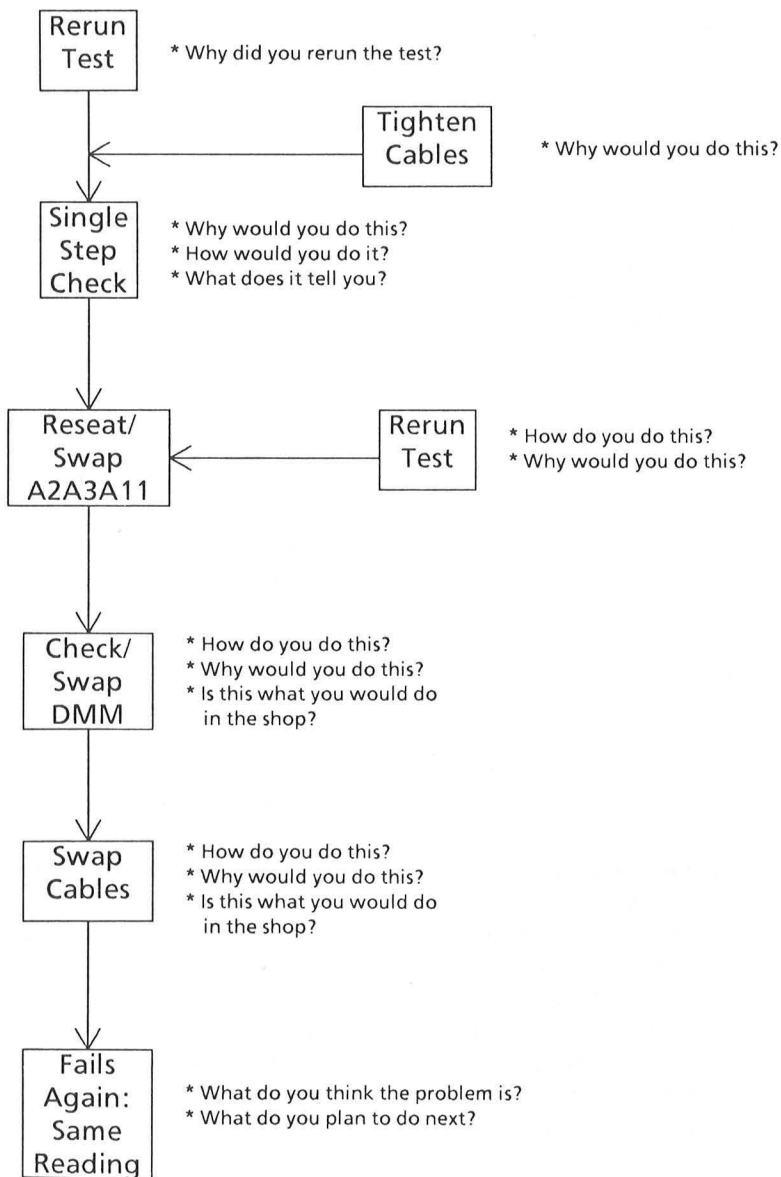 Rerun
Test
* Why did you rerun the test?
Tighten
Cables
* Why would you do this?
Single
Step
Check
* Why would you do this?
* How would you do it?
* What does it tell you?
Reseat/
Swap
A2A3A11
Rerun
Test
* How do you do this?
* Why would you do this?
Check/
Swap
DMM
* How do you do this?
* Why would you do this?
* Is this what you would do
in the shop?
Swap
Cables
* How do you do this?
* Why would you do this?
* Is this what you would do
in the shop?
Fails
Again:
Same
Reading
* What do you think the problem is?
* What do you plan to do next?